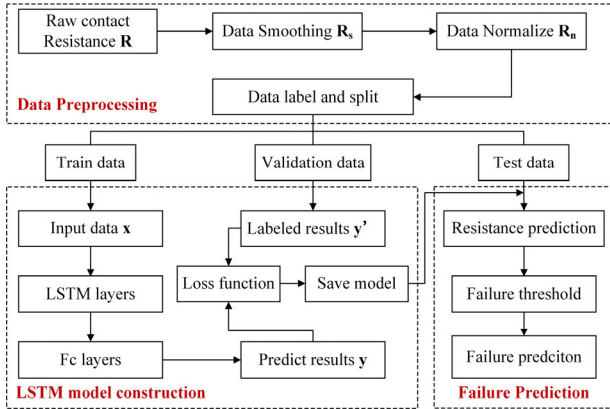 Raw contact
Resistance R
Data Smoothing Rs
Data Normalize Rn
Data Preprocessing
Data label and split
Train data
Validation data
Test data
Input data x
Labeled results y'
Resistance prediction
LSTM layers
Loss function
Save model
Failure threshold
Fc layers
Predict results y
Failure predciton
LSTM model construction
Failure Prediction